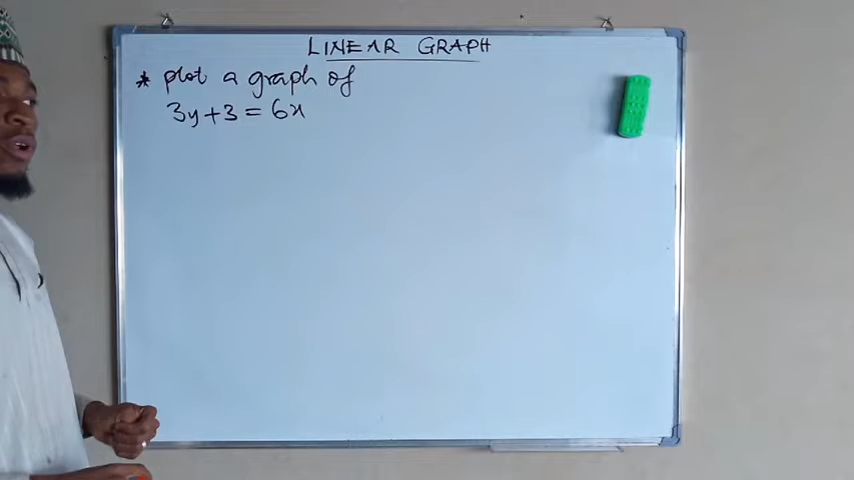 LINEAR GRAPH
* plot a graph of
3y+3 = 6x